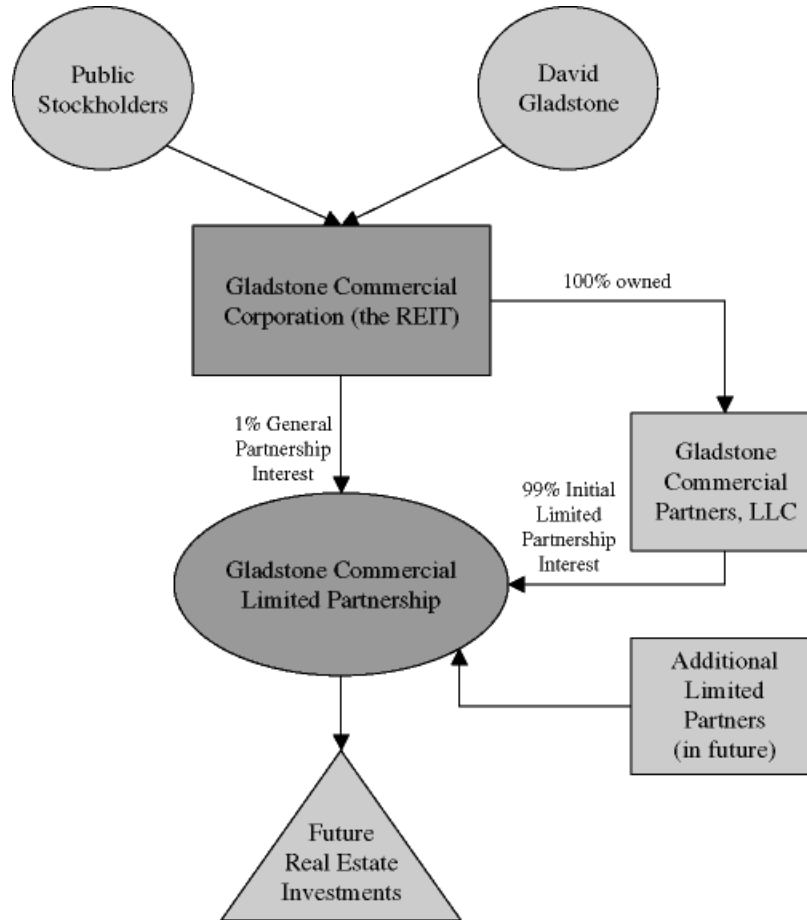 Public
Stockholders
David
Gladstone
Gladstone Commercial
Corporation (the REIT)
100% owned
1% General
Partnership
Interest
Gladstone
Commercial
Partners, LLC
99% Initial
Limited
Partnership
Interest
Gladstone Commercial
Limited Partnership
Additional
Limited
Partners
(in future)
Future
Real Estate
Investments